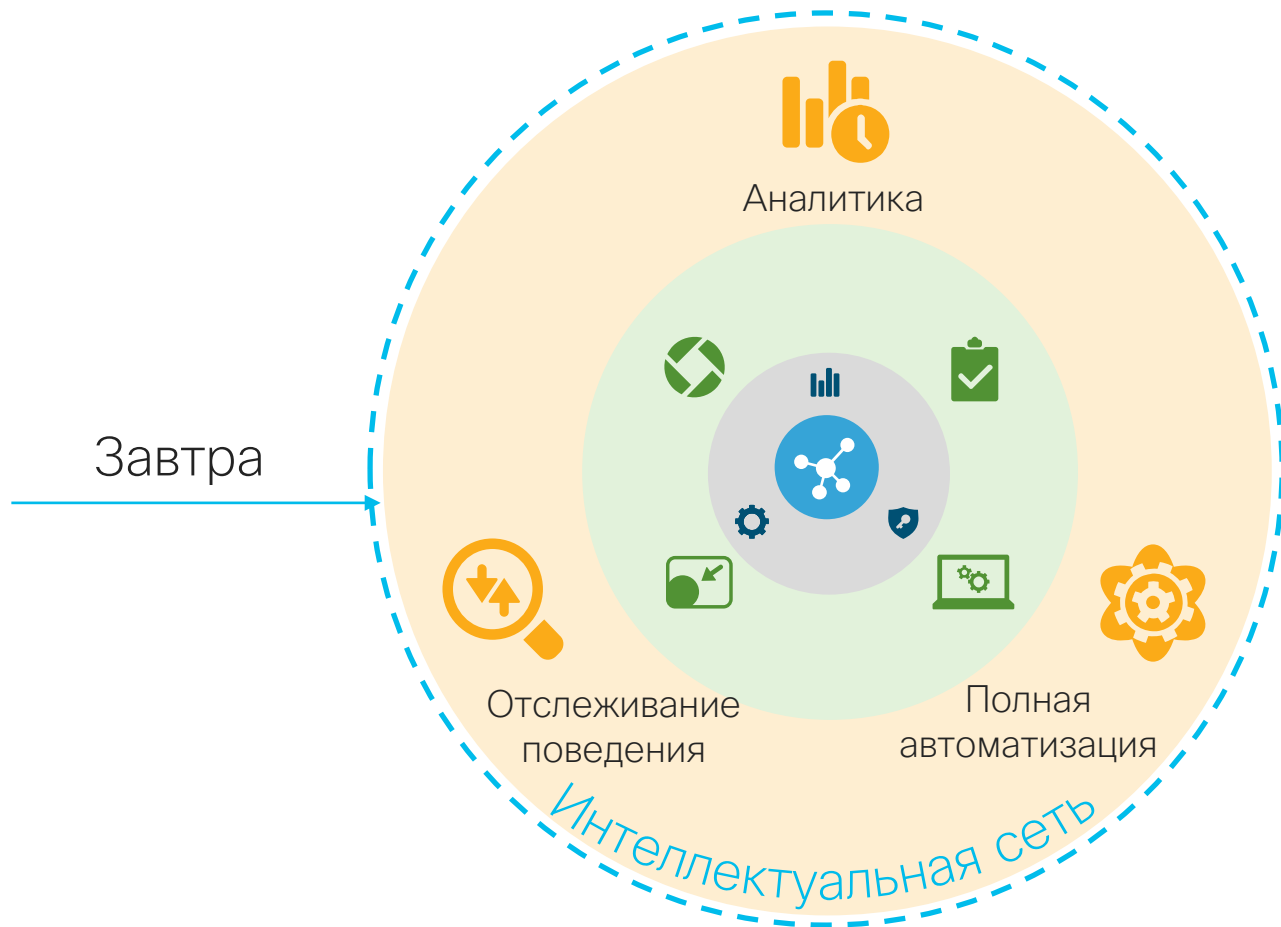 Аналитика
Завтра
Отслеживание
поведения
Полная
автоматизация
Интеллектуальная сеть